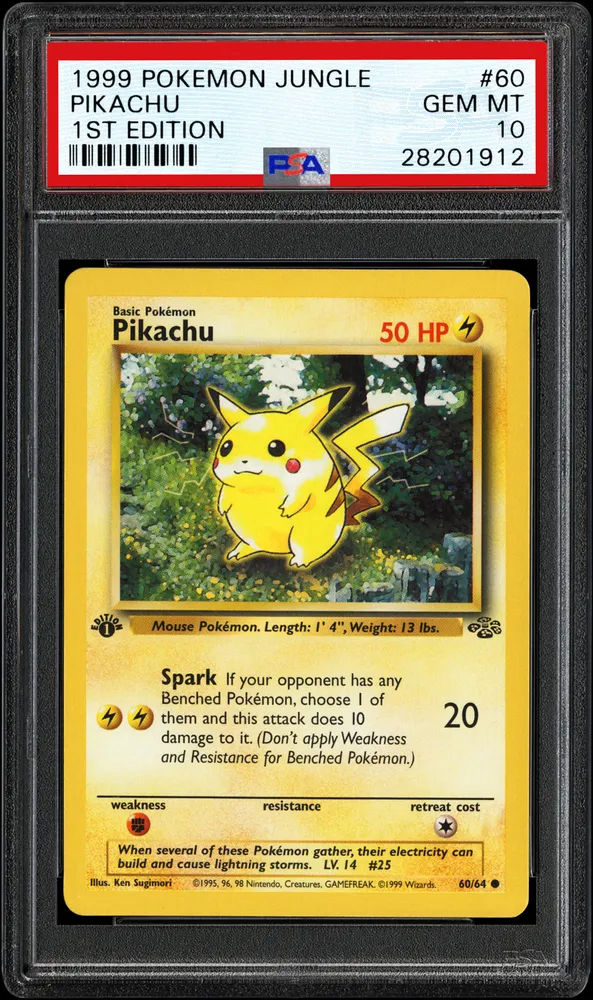 1999 POKEMON JUNGLE #60
PIKACHU GEM MT
1ST EDITION 10
PSA 28201912
Basic Pokémon
Pikachu 50 HP
EDITION
1
Mouse Pokémon. Length: 1' 4", Weight: 13 lbs.
Spark If your opponent has any
Benched Pokémon, choose 1 of
them and this attack does 10
damage to it. (Don't apply Weakness
and Resistance for Benched Pokémon.)
20
weakness resistance retreat cost
When several of these Pokémon gather, their electricity can
build and cause lightning storms. LV. 14 #25
Illus. Ken Sugimori ©1995, 96, 98 Nintendo, Creatures, GAMEFREAK. ©1999 Wizards. 60/64
PSA